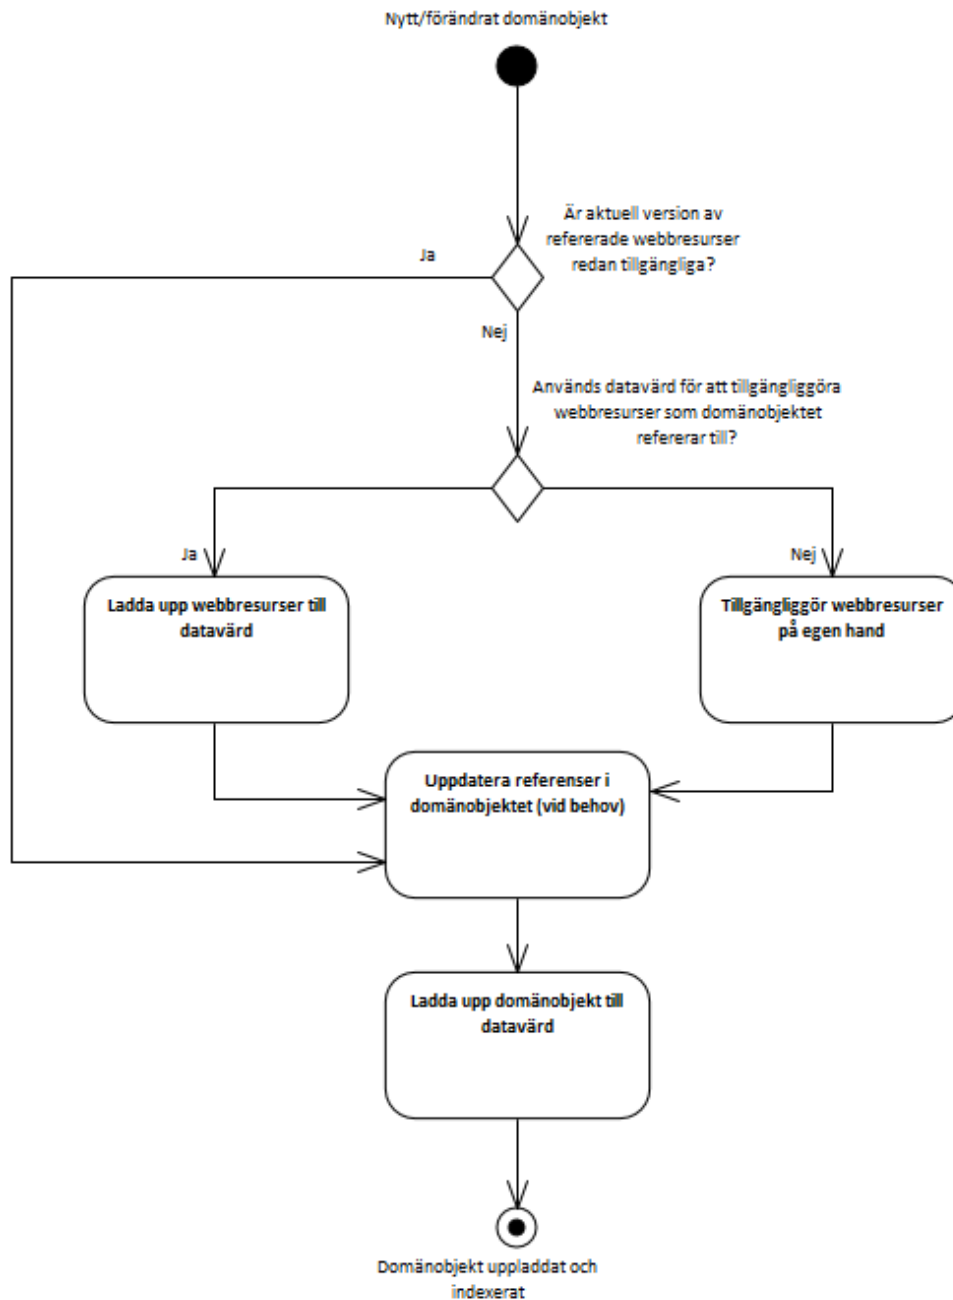 Nytt/förändrat domänobjekt
Är aktuell version av
refererade webbresurser
redan tillgängliga?
Ja
Nej
Används datavärd för att tillgängliggöra
webbresurser som domänobjektet
refererar till?
Ja
Nej
Ladda upp webbresurser till
datavärd
Tillgängliggör webbresurser
på egen hand
Uppdatera referenser i
domänobjektet (vid behov)
Ladda upp domänobjekt till
datavärd
Domänobjekt uppladdat och
indexerat